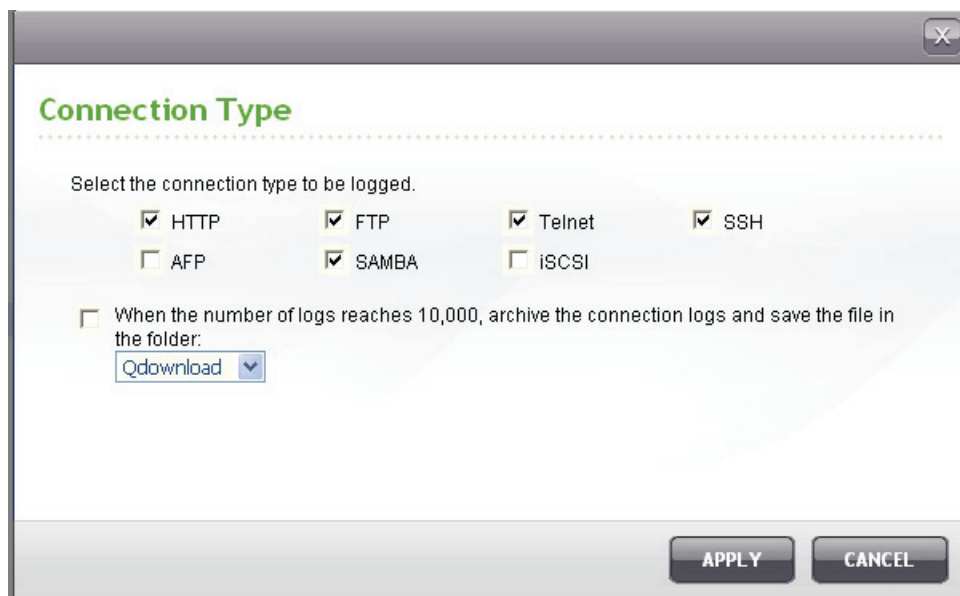 X
Connection Type
Select the connection type to be logged.
HTTP FTP Telnet SSH
AFP SAMBA iSCSI
When the number of logs reaches 10,000, archive the connection logs and save the file in
the folder:
Qdownload
APPLY CANCEL